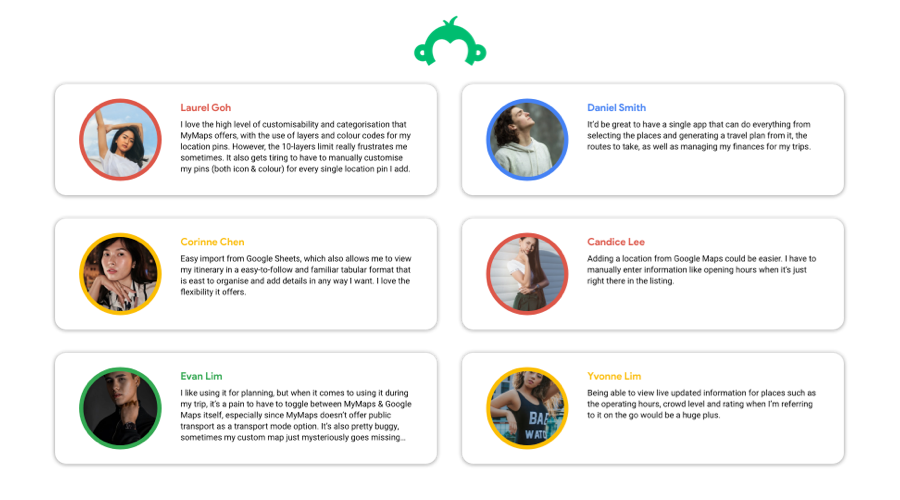 Laurel Goh
I love the high level of customisability and categorisation that
MyMaps offers, with the use of layers and colour codes for my
location pins. However, the 10-layers limit really frustrates me
sometimes. It also gets tiring to have to manually customise
my pins (both icon & colour) for every single location pin I add.
Daniel Smith
It'd be great to have a single app that can do everything from
selecting the places and generating a travel plan from it, the
routes to take, as well as managing my finances for my trips.
Corinne Chen
Easy import from Google Sheets, which also allows me to view
my itinerary in a easy-to-follow and familiar tabular format that
is east to organise and add details in any way I want. I love the
flexibility it offers.
Candice Lee
Adding a location from Google Maps could be easier. I have to
manually enter information like opening hours when it's just
right there in the listing.
Evan Lim
I like using it for planning, but when it comes to using it during
my trip, it's a pain to have to toggle between MyMaps & Google
Maps itself, especially since MyMaps doesn't offer public
transport as a transport mode option. It's also pretty buggy,
sometimes my custom map just mysteriously goes missing...
Yvonne Lim
Being able to view live updated information for places such as
the operating hours, crowd level and rating when I'm referring
to it on the go would be a huge plus.